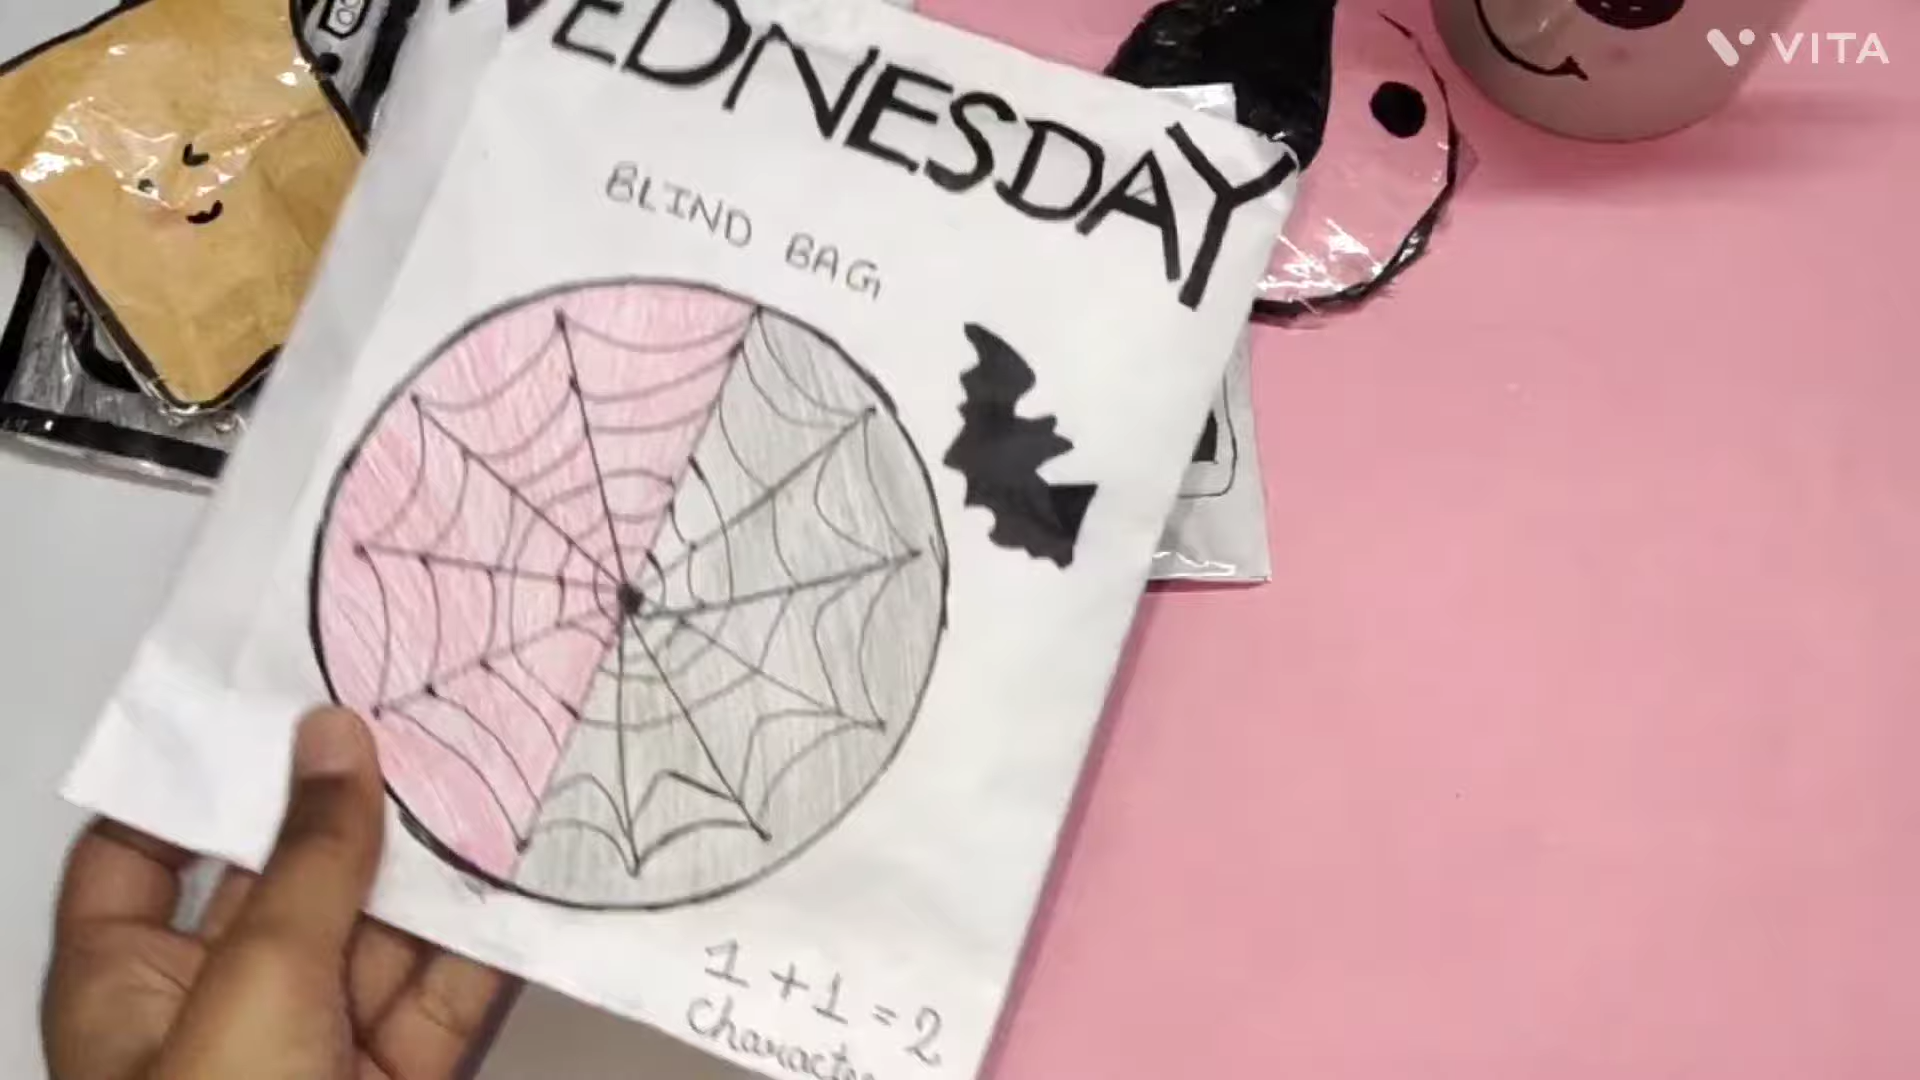 WEDNESDAY
BLIND BAG
1 + 1 = 2
VITA